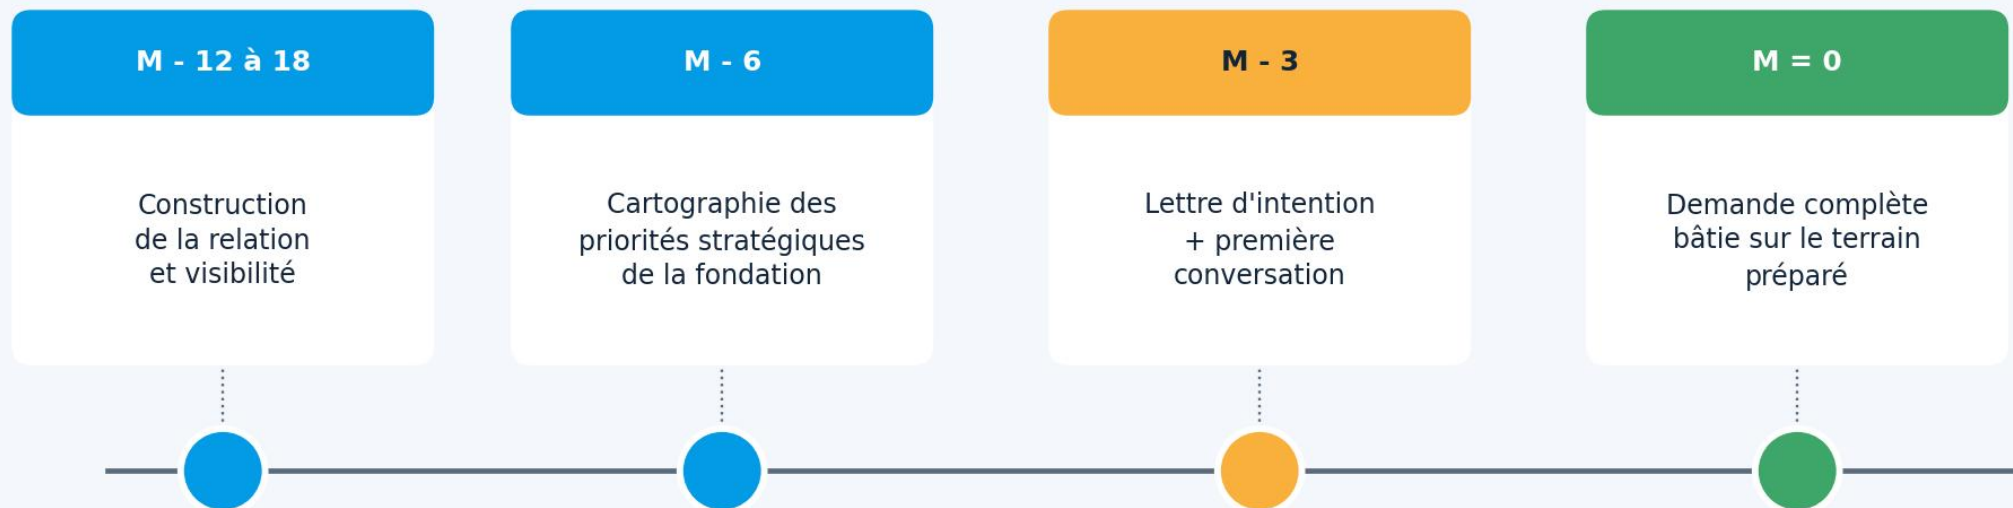 M - 12 à 18
Construction
de la relation
et visibilité
M - 6
Cartographie des
priorités stratégiques
de la fondation
M - 3
Lettre d'intention
+ première
conversation
M = 0
Demande complète
bâtie sur le terrain
préparé